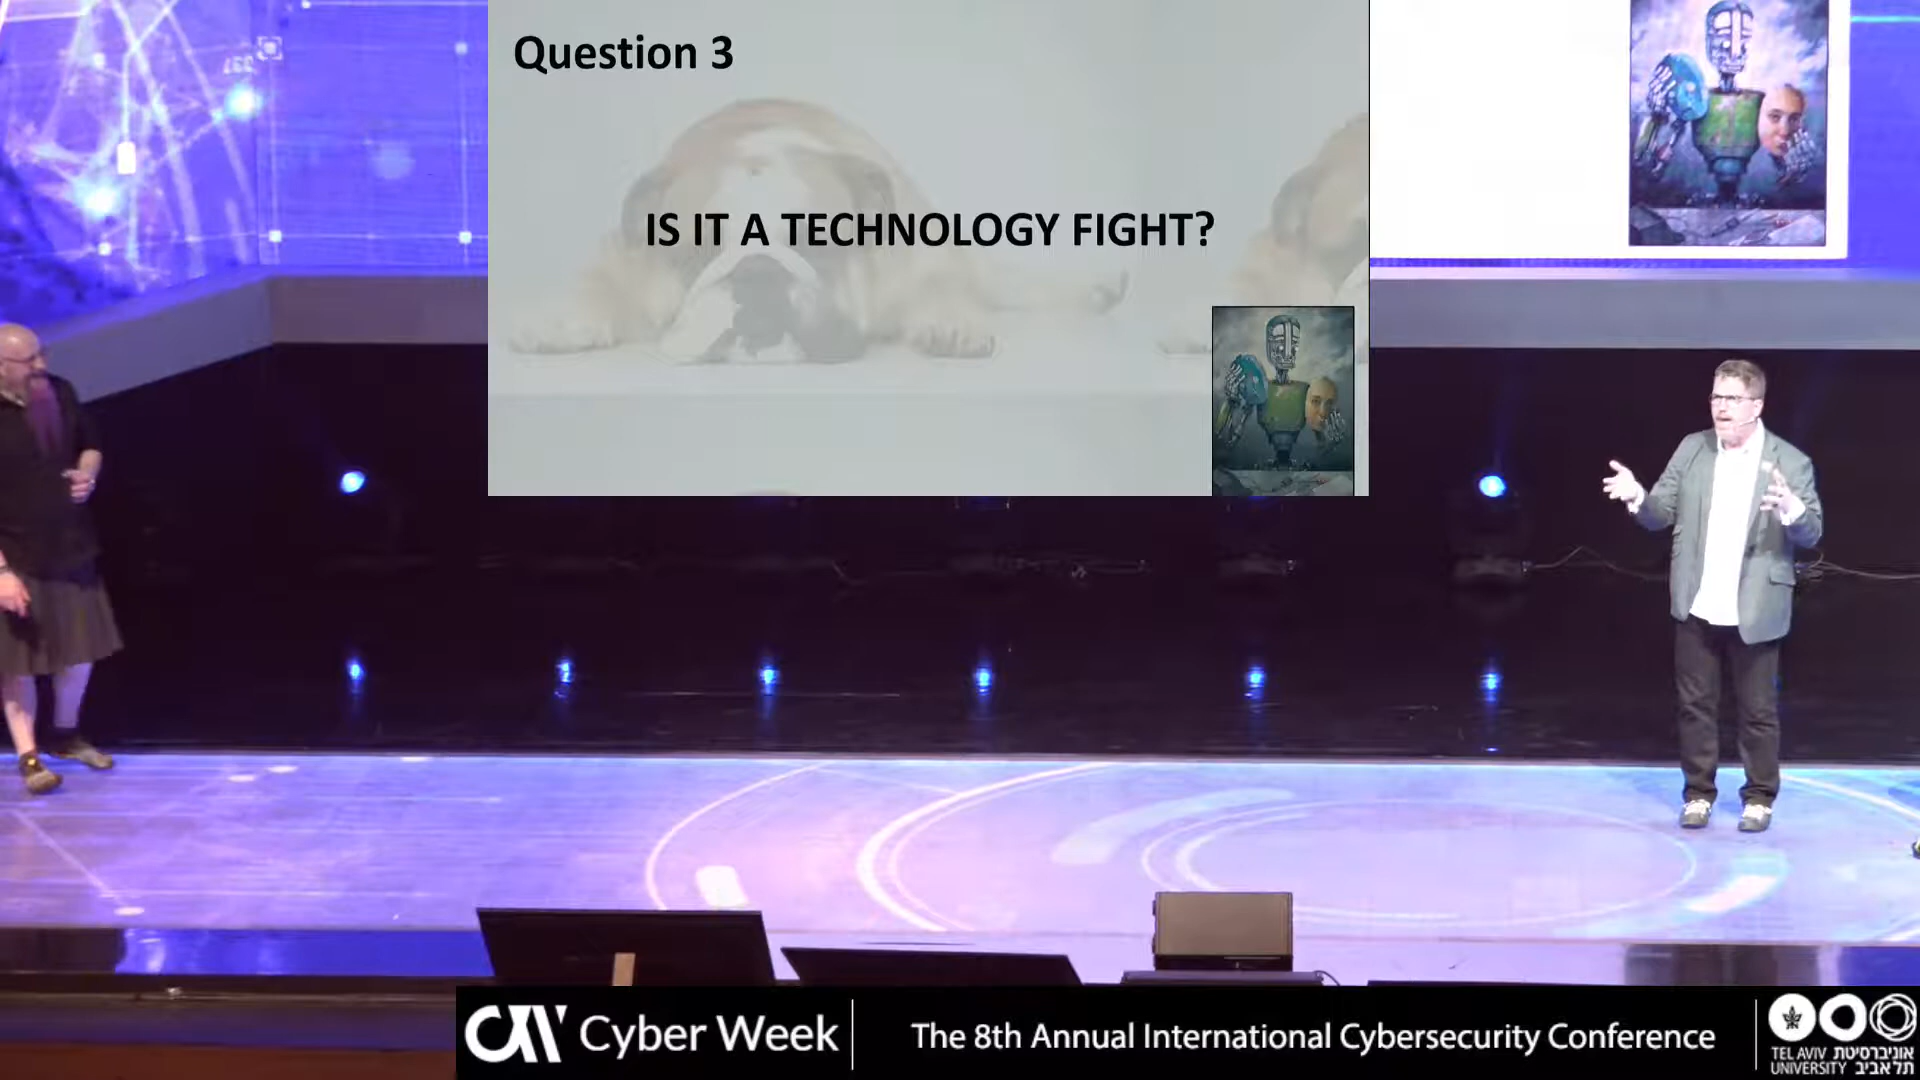 Question 3
IS IT A TECHNOLOGY FIGHT?
Cyber Week
The 8th Annual International Cybersecurity Conference
TEL AVIV אוניברסיטת
UNIVERSITY תל אביב